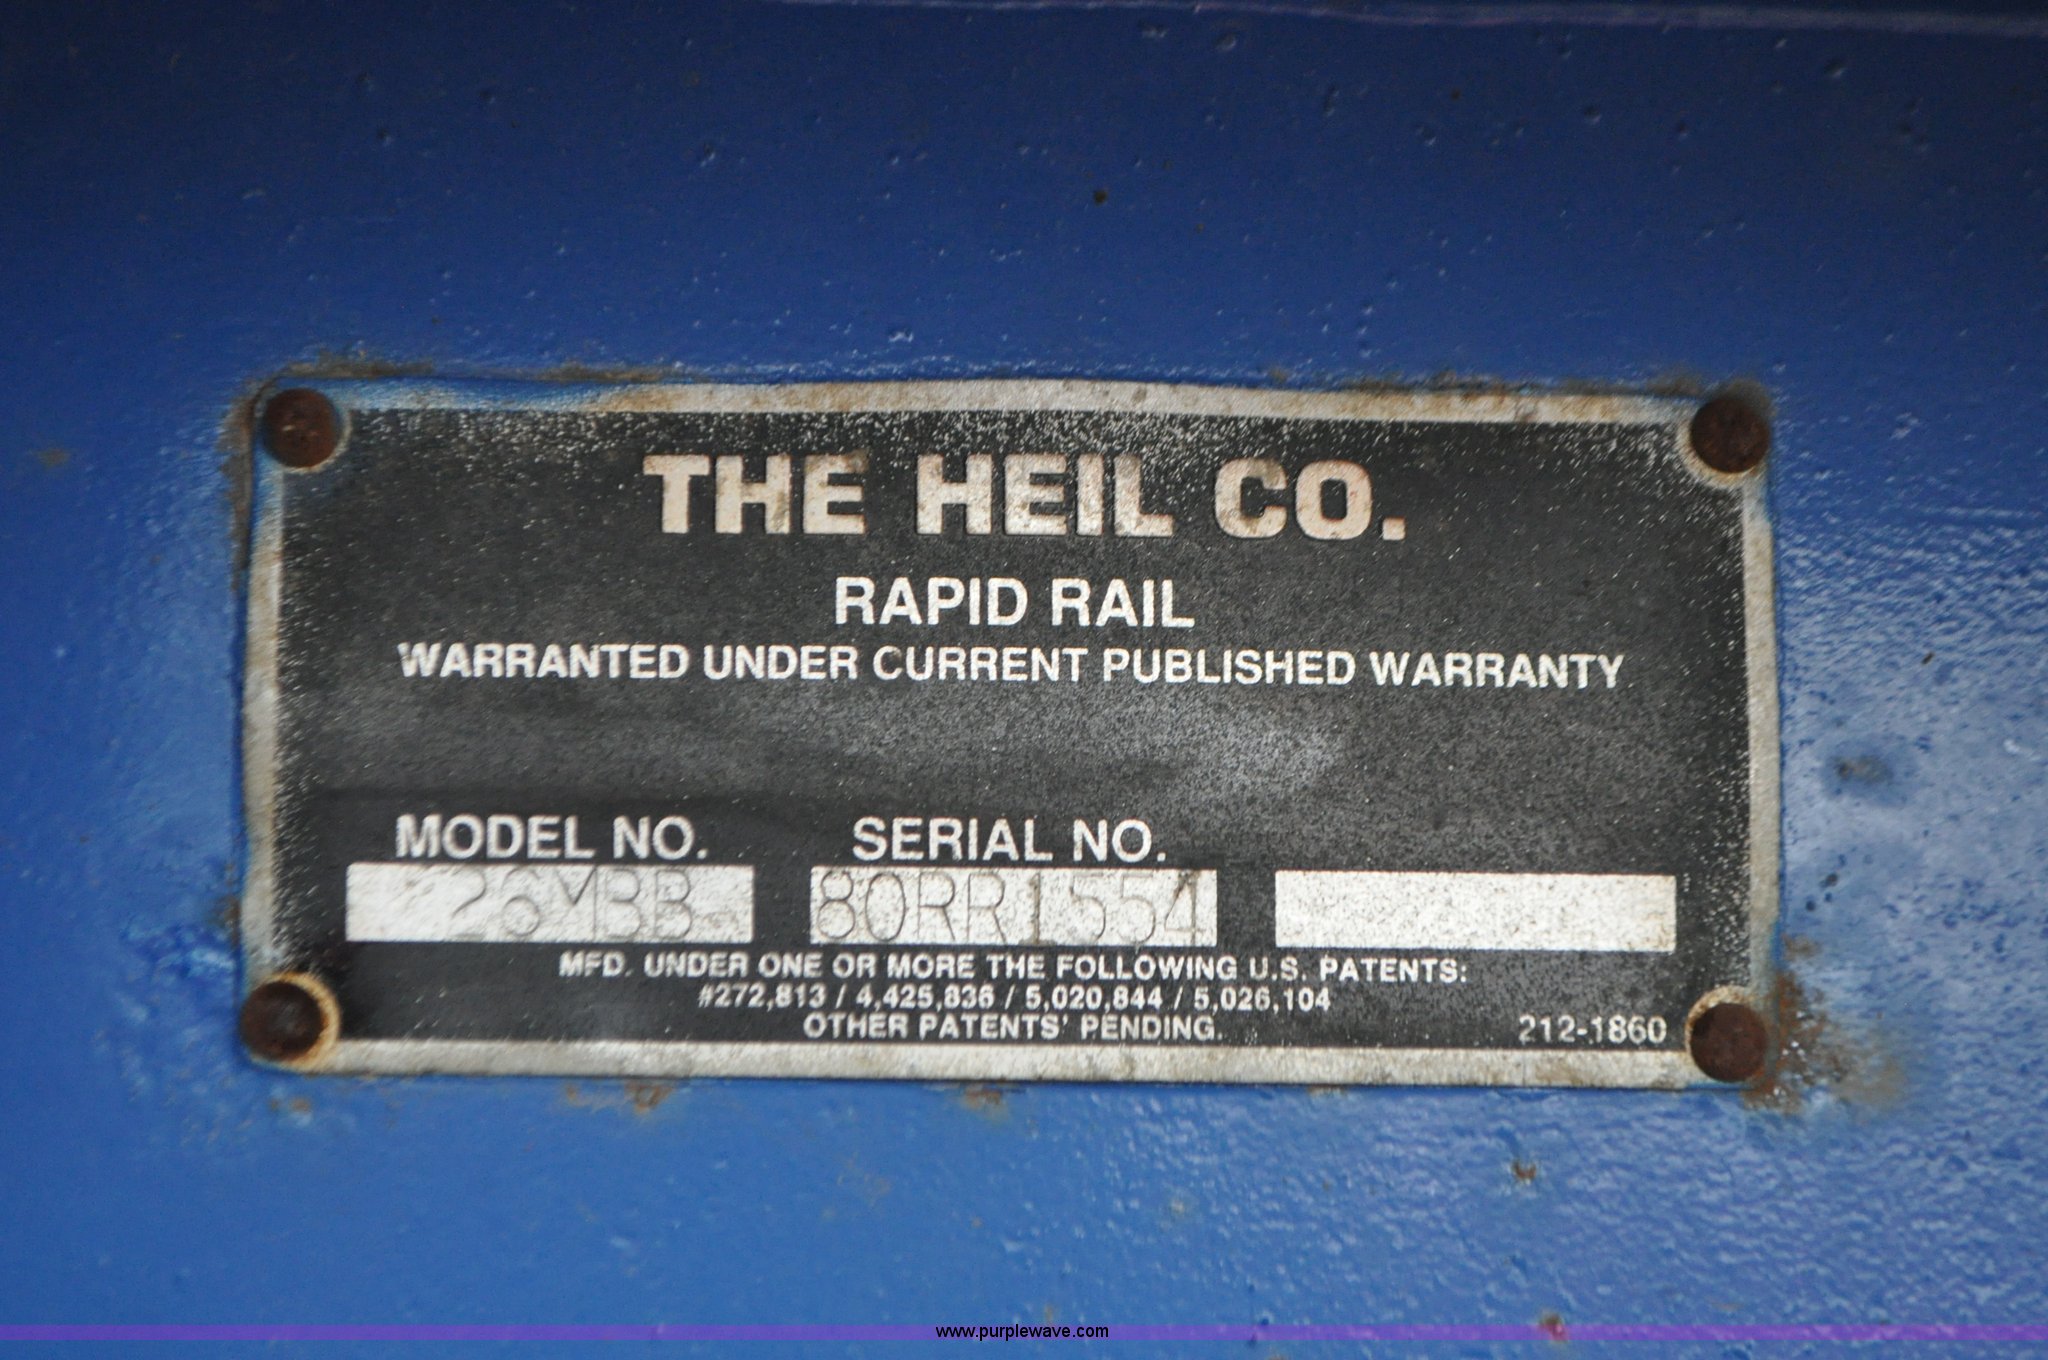 THE HEIL CO.
RAPID RAIL
WARRANTED UNDER CURRENT PUBLISHED WARRANTY
MODEL NO. SERIAL NO.
26MBB 80RR1554
MFD. UNDER ONE OR MORE THE FOLLOWING U.S. PATENTS:
#272,813 / 4,425,836 / 5,020,844 / 5,026,104
OTHER PATENTS' PENDING.
212-1860
www.purplewave.com